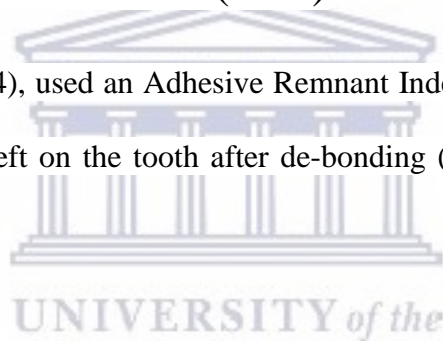 4), used an Adhesive Remnant Inde
eft on the tooth after de-bonding (
UNIVERSITY of the